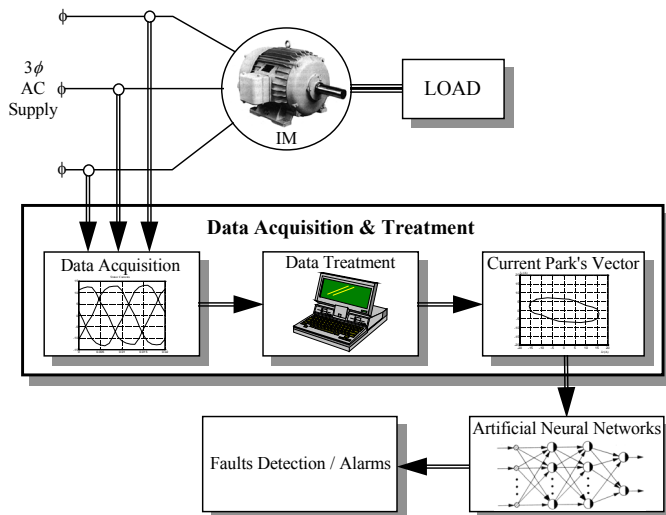 3ϕ
AC
Supply
ϕ
ϕ
ϕ
IM
LOAD
Data Acquisition & Treatment
Data Acquisition
Data Treatment
Current Park's Vector
Artificial Neural Networks
Faults Detection / Alarms